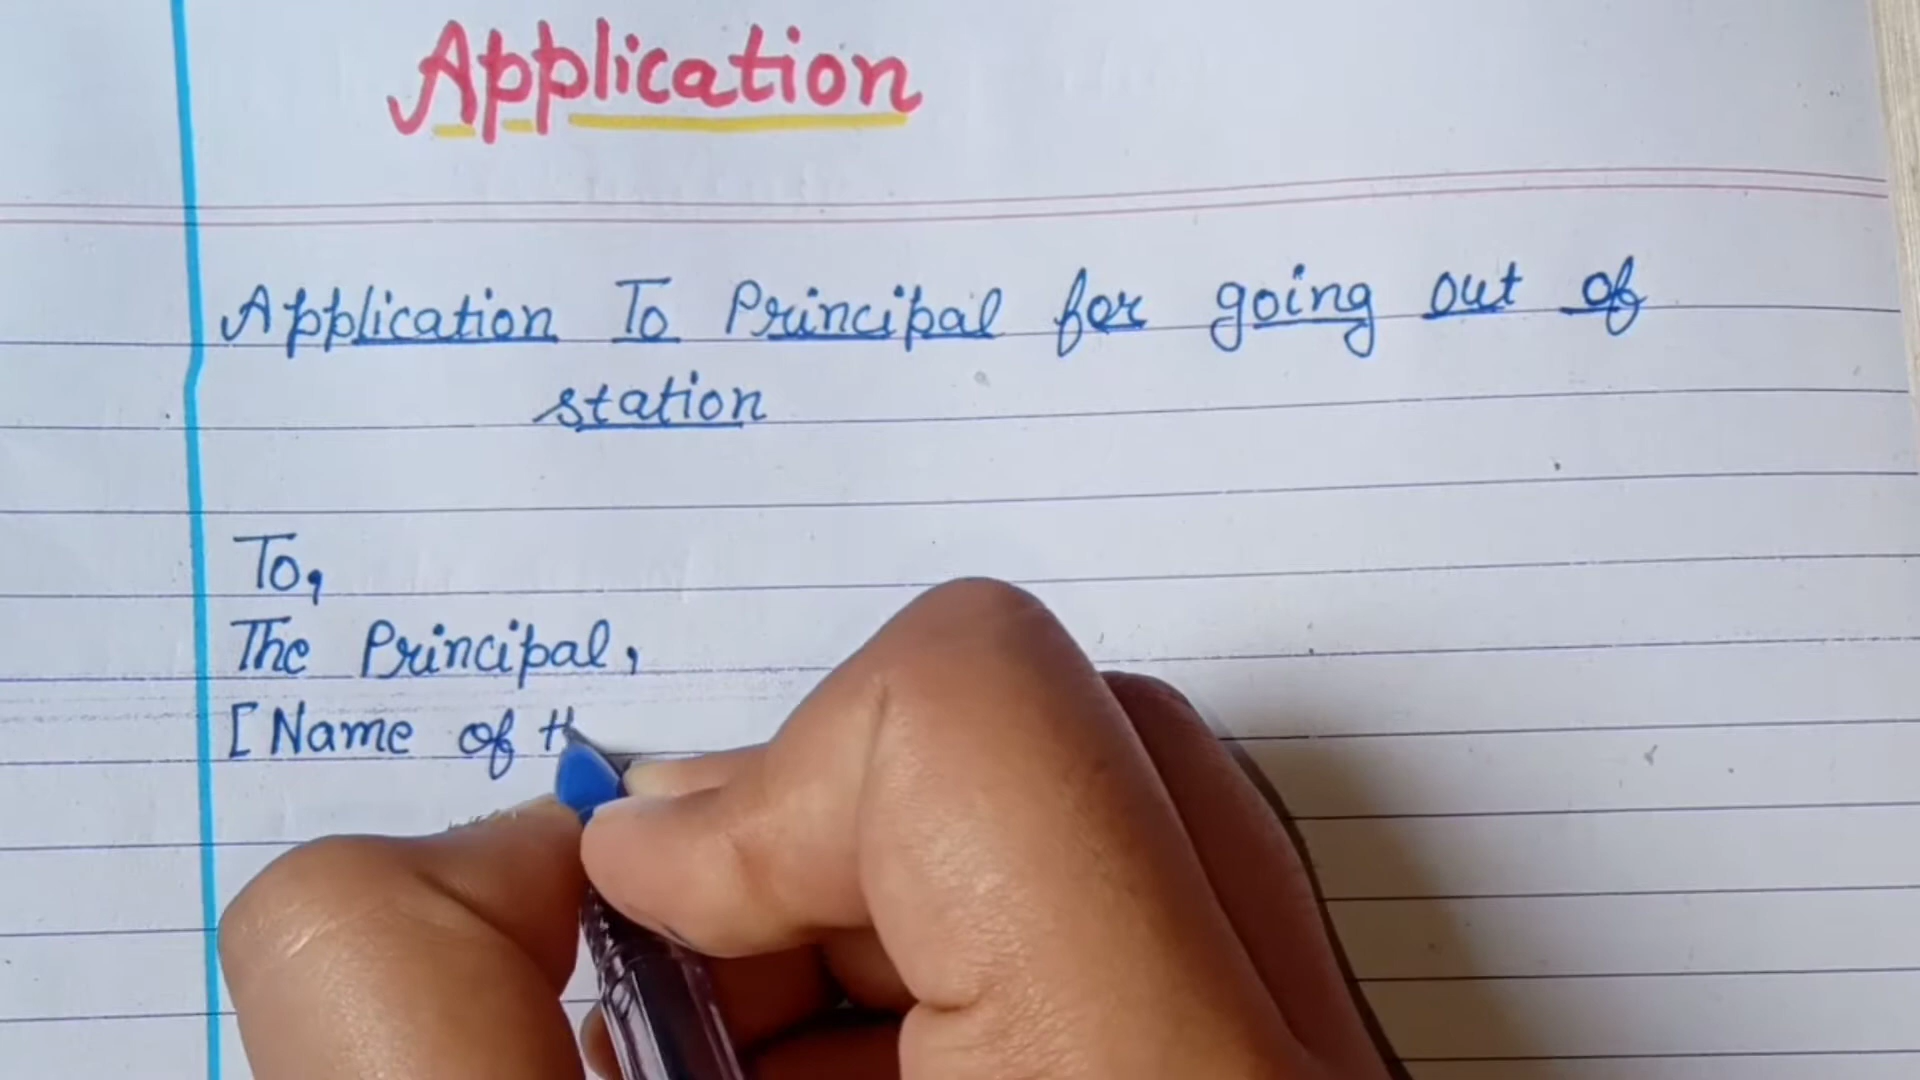 Application
Application To Principal for going out of
station
To,
The Principal,
[Name of